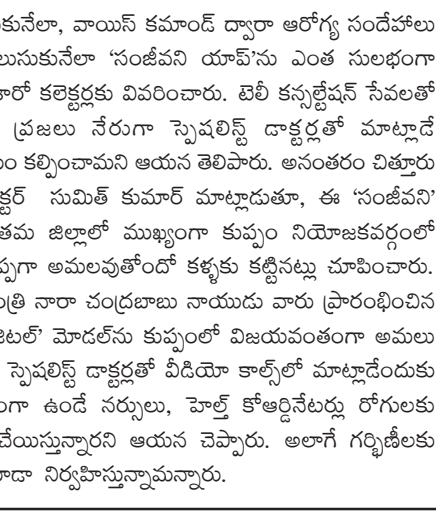 కునేలా, వాయిస్ కమాండ్ ద్వారా ఆరోగ్య సందేహాలు
లుసుకునేలా ‘సంజీవని యాప్’ను ఎంత సులభంగా
ారో కలెక్టర్లకు వివరించారు. టెలీ కన్సల్టేషన్ సేవలతో
ప్రజలు నేరుగా స్పెషలిస్ట్ డాక్టర్లతో మాట్లాడే
ం కల్పించామని ఆయన తెలిపారు. అనంతరం చిత్తూరు
క్టర్ సుమిత్ కుమార్ మాట్లాడుతూ, ఈ ‘సంజీవని’
తమ జిల్లాలో ముఖ్యంగా కుప్పం నియోజకవర్గంలో
ప్పగా అమలవుతోందో కళ్ళకు కట్టినట్లు చూపించారు.
ంత్రి నారా చంద్రబాబు నాయుడు వారు ప్రారంభించిన
జిటల్’ మోడల్‌ను కుప్పంలో విజయవంతంగా అమలు
స్పెషలిస్ట్ డాక్టర్లతో వీడియో కాల్స్‌లో మాట్లాడేందుకు
ంగా ఉండే నర్సులు, హెల్త్ కోఆర్డినేటర్లు రోగులకు
చేయిస్తున్నారని ఆయన చెప్పారు. అలాగే గర్భిణీలకు
ూడా నిర్వహిస్తున్నామన్నారు.